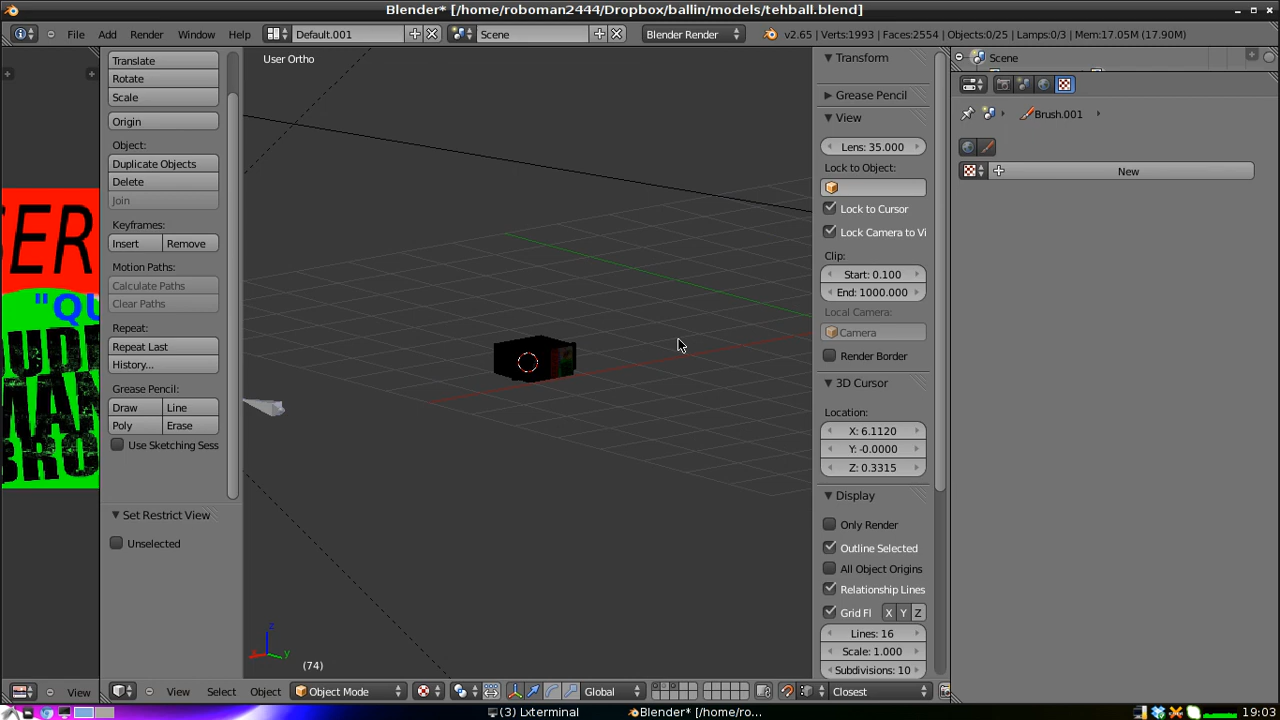 Blender* [/home/roboman2444/Dropbox/ballin/models/tehball.blend]
File Add Render Window Help
Default.001
Scene
Blender Render
v2.65 | Verts:1993 | Faces:2554 | Objects:0/25 | Lamps:0/3 | Mem:17.05M (17.90M)
Translate
Rotate
Scale
Origin
Object:
Duplicate Objects
Delete
Join
Keyframes:
Insert Remove
Motion Paths:
Calculate Paths
Clear Paths
Repeat:
Repeat Last
History...
Grease Pencil:
Draw Line
Poly Erase
Use Sketching Sess
Set Restrict View
Unselected
User Ortho
(74)
z
x
y
Transform
Grease Pencil
View
Lens: 35.000
Lock to Object:
Lock to Cursor
Lock Camera to Vi
Clip:
Start: 0.100
End: 1000.000
Local Camera:
Camera
Render Border
3D Cursor
Location:
X: 6.1120
Y: -0.0000
Z: 0.3315
Display
Only Render
Outline Selected
All Object Origins
Relationship Lines
Grid Fl X Y Z
Lines: 16
Scale: 1.000
Subdivisions: 10
Scene
Brush.001
New
ER
"QU
View
View Select Object Object Mode Global Closest
(3) Lxterminal
Blender* [/home/ro...
19:03